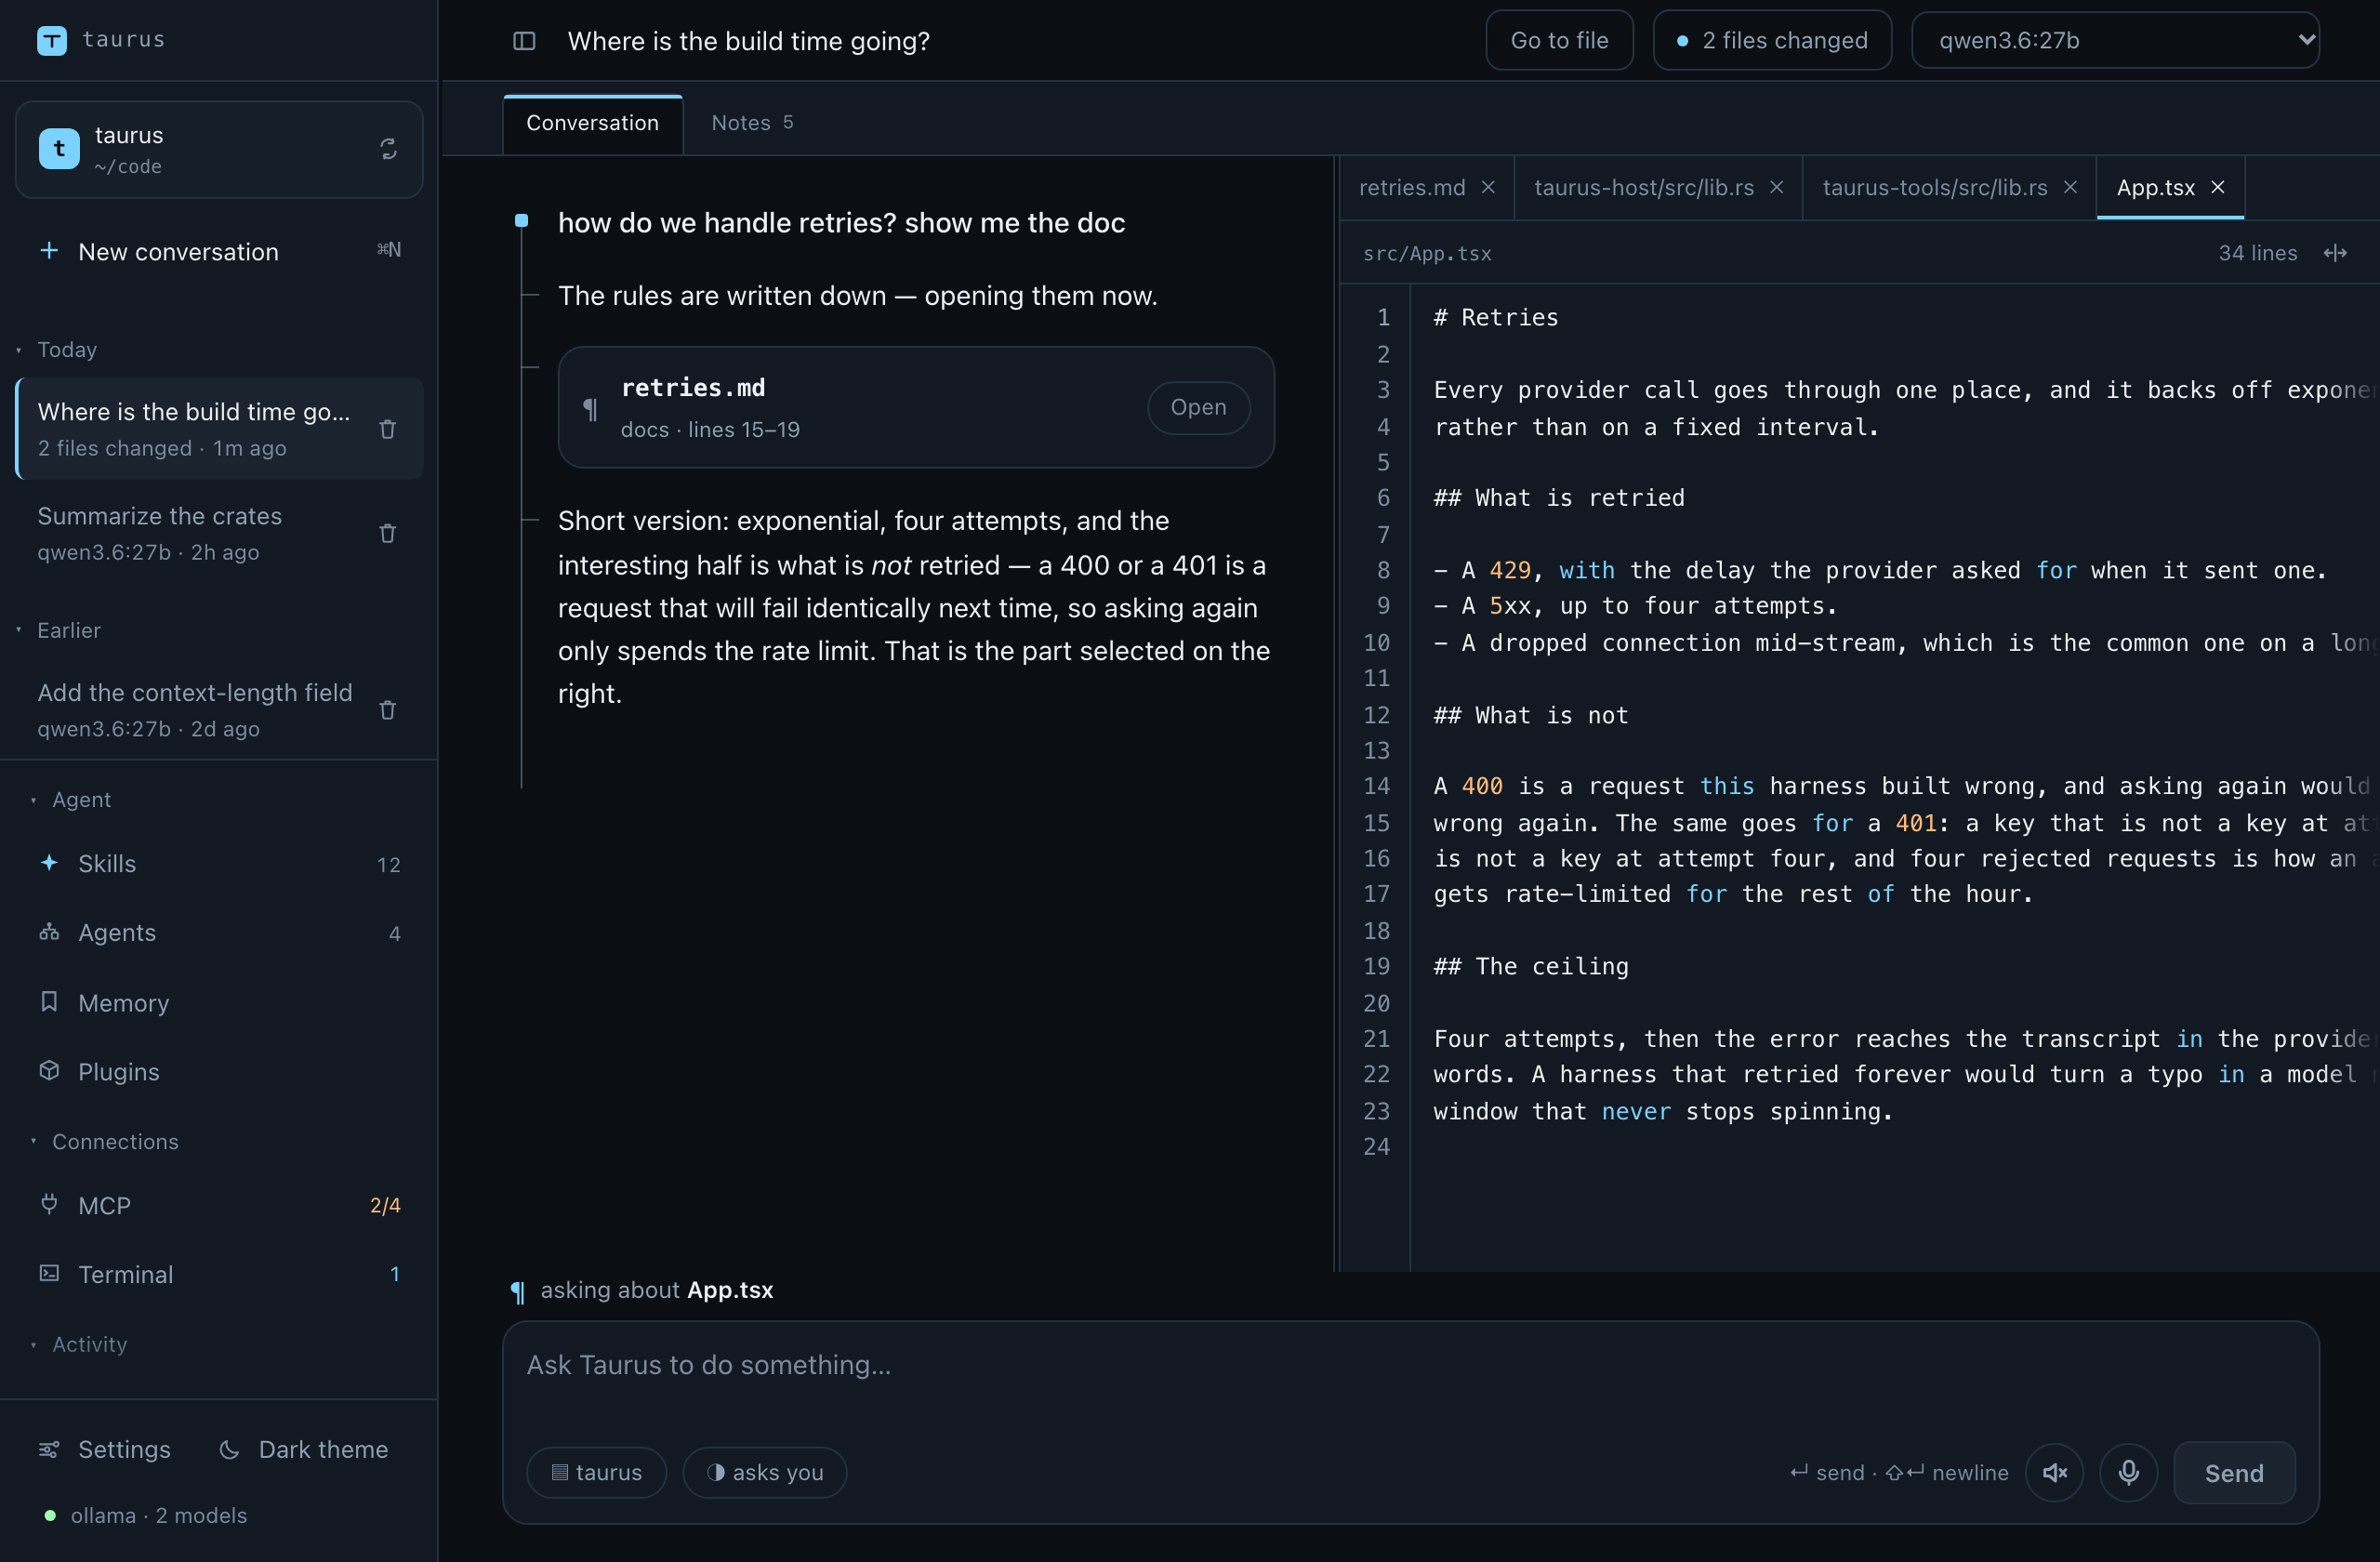 taurus
t
taurus
~/code
New conversation
⌘N
Today
Where is the build time go...
2 files changed · 1m ago
Summarize the crates
qwen3.6:27b · 2h ago
Earlier
Add the context-length field
qwen3.6:27b · 2d ago
Agent
Skills 12
Agents 4
Memory
Plugins
Connections
MCP 2/4
Terminal 1
Activity
Settings
Dark theme
ollama · 2 models
Where is the build time going?
Go to file
2 files changed
qwen3.6:27b
Conversation
Notes 5
how do we handle retries? show me the doc
The rules are written down — opening them now.
¶
retries.md
docs · lines 15–19
Open
Short version: exponential, four attempts, and the
interesting half is what is not retried — a 400 or a 401 is a
request that will fail identically next time, so asking again
only spends the rate limit. That is the part selected on the
right.
retries.md ×
taurus-host/src/lib.rs ×
taurus-tools/src/lib.rs ×
App.tsx ×
src/App.tsx
34 lines
1 # Retries
2
3 Every provider call goes through one place, and it backs off expone
4 rather than on a fixed interval.
5
6 ## What is retried
7
8 - A 429, with the delay the provider asked for when it sent one.
9 - A 5xx, up to four attempts.
10 - A dropped connection mid-stream, which is the common one on a lon
11
12 ## What is not
13
14 A 400 is a request this harness built wrong, and asking again would
15 wrong again. The same goes for a 401: a key that is not a key at at
16 is not a key at attempt four, and four rejected requests is how an
17 gets rate-limited for the rest of the hour.
18
19 ## The ceiling
20
21 Four attempts, then the error reaches the transcript in the provide
22 words. A harness that retried forever would turn a typo in a model
23 window that never stops spinning.
24
¶ asking about App.tsx
Ask Taurus to do something...
taurus
asks you
↵ send · ⇧↵ newline
Send